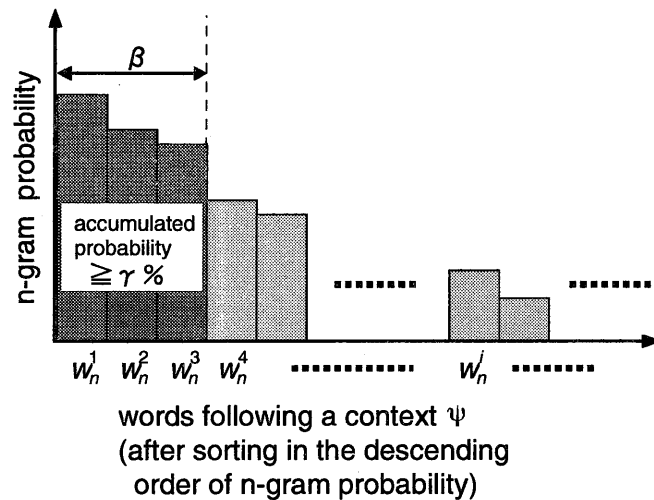 β
n-gram probability
accumulated
probability
≧ γ %
w_n^1 w_n^2 w_n^3 w_n^4 w_n^i
words following a context ψ
(after sorting in the descending
order of n-gram probability)